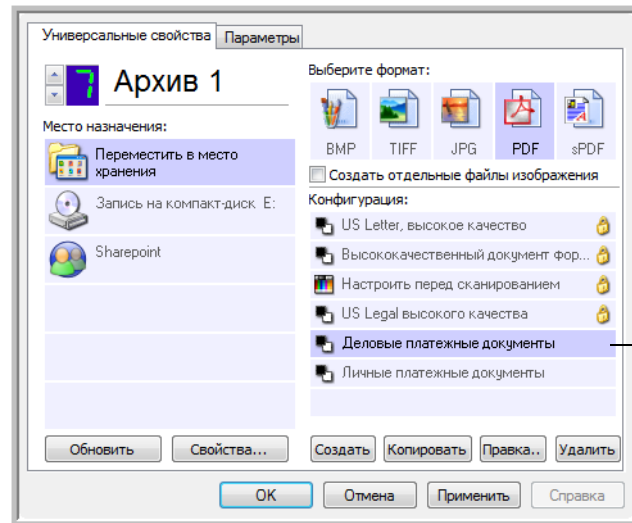 Универсальные свойства Параметры
7 Архив 1
Место назначения:
Переместить в место
хранения
Запись на компакт-диск E:
Sharepoint
Обновить Свойства...
Выберите формат:
BMP TIFF JPG PDF sPDF
Создать отдельные файлы изображения
Конфигурация:
US Letter, высокое качество
Высококачественный документ фор...
Настроить перед сканированием
US Legal высокого качества
Деловые платежные документы
Личные платежные документы
Создать Копировать Правка.. Удалить
OK Отмена Применить Справка